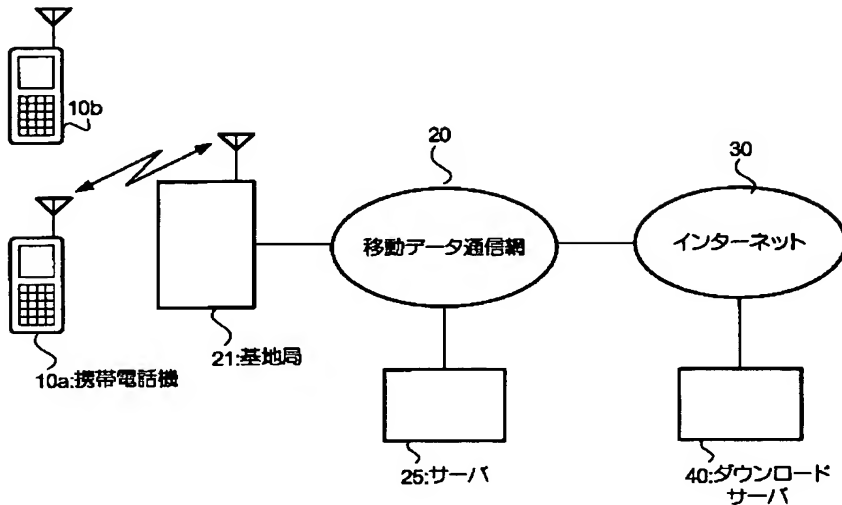 10b
20
30
移動データ通信網
インターネット
21:基地局
10a:携帯電話機
25:サーバ
40:ダウンロード
サーバ